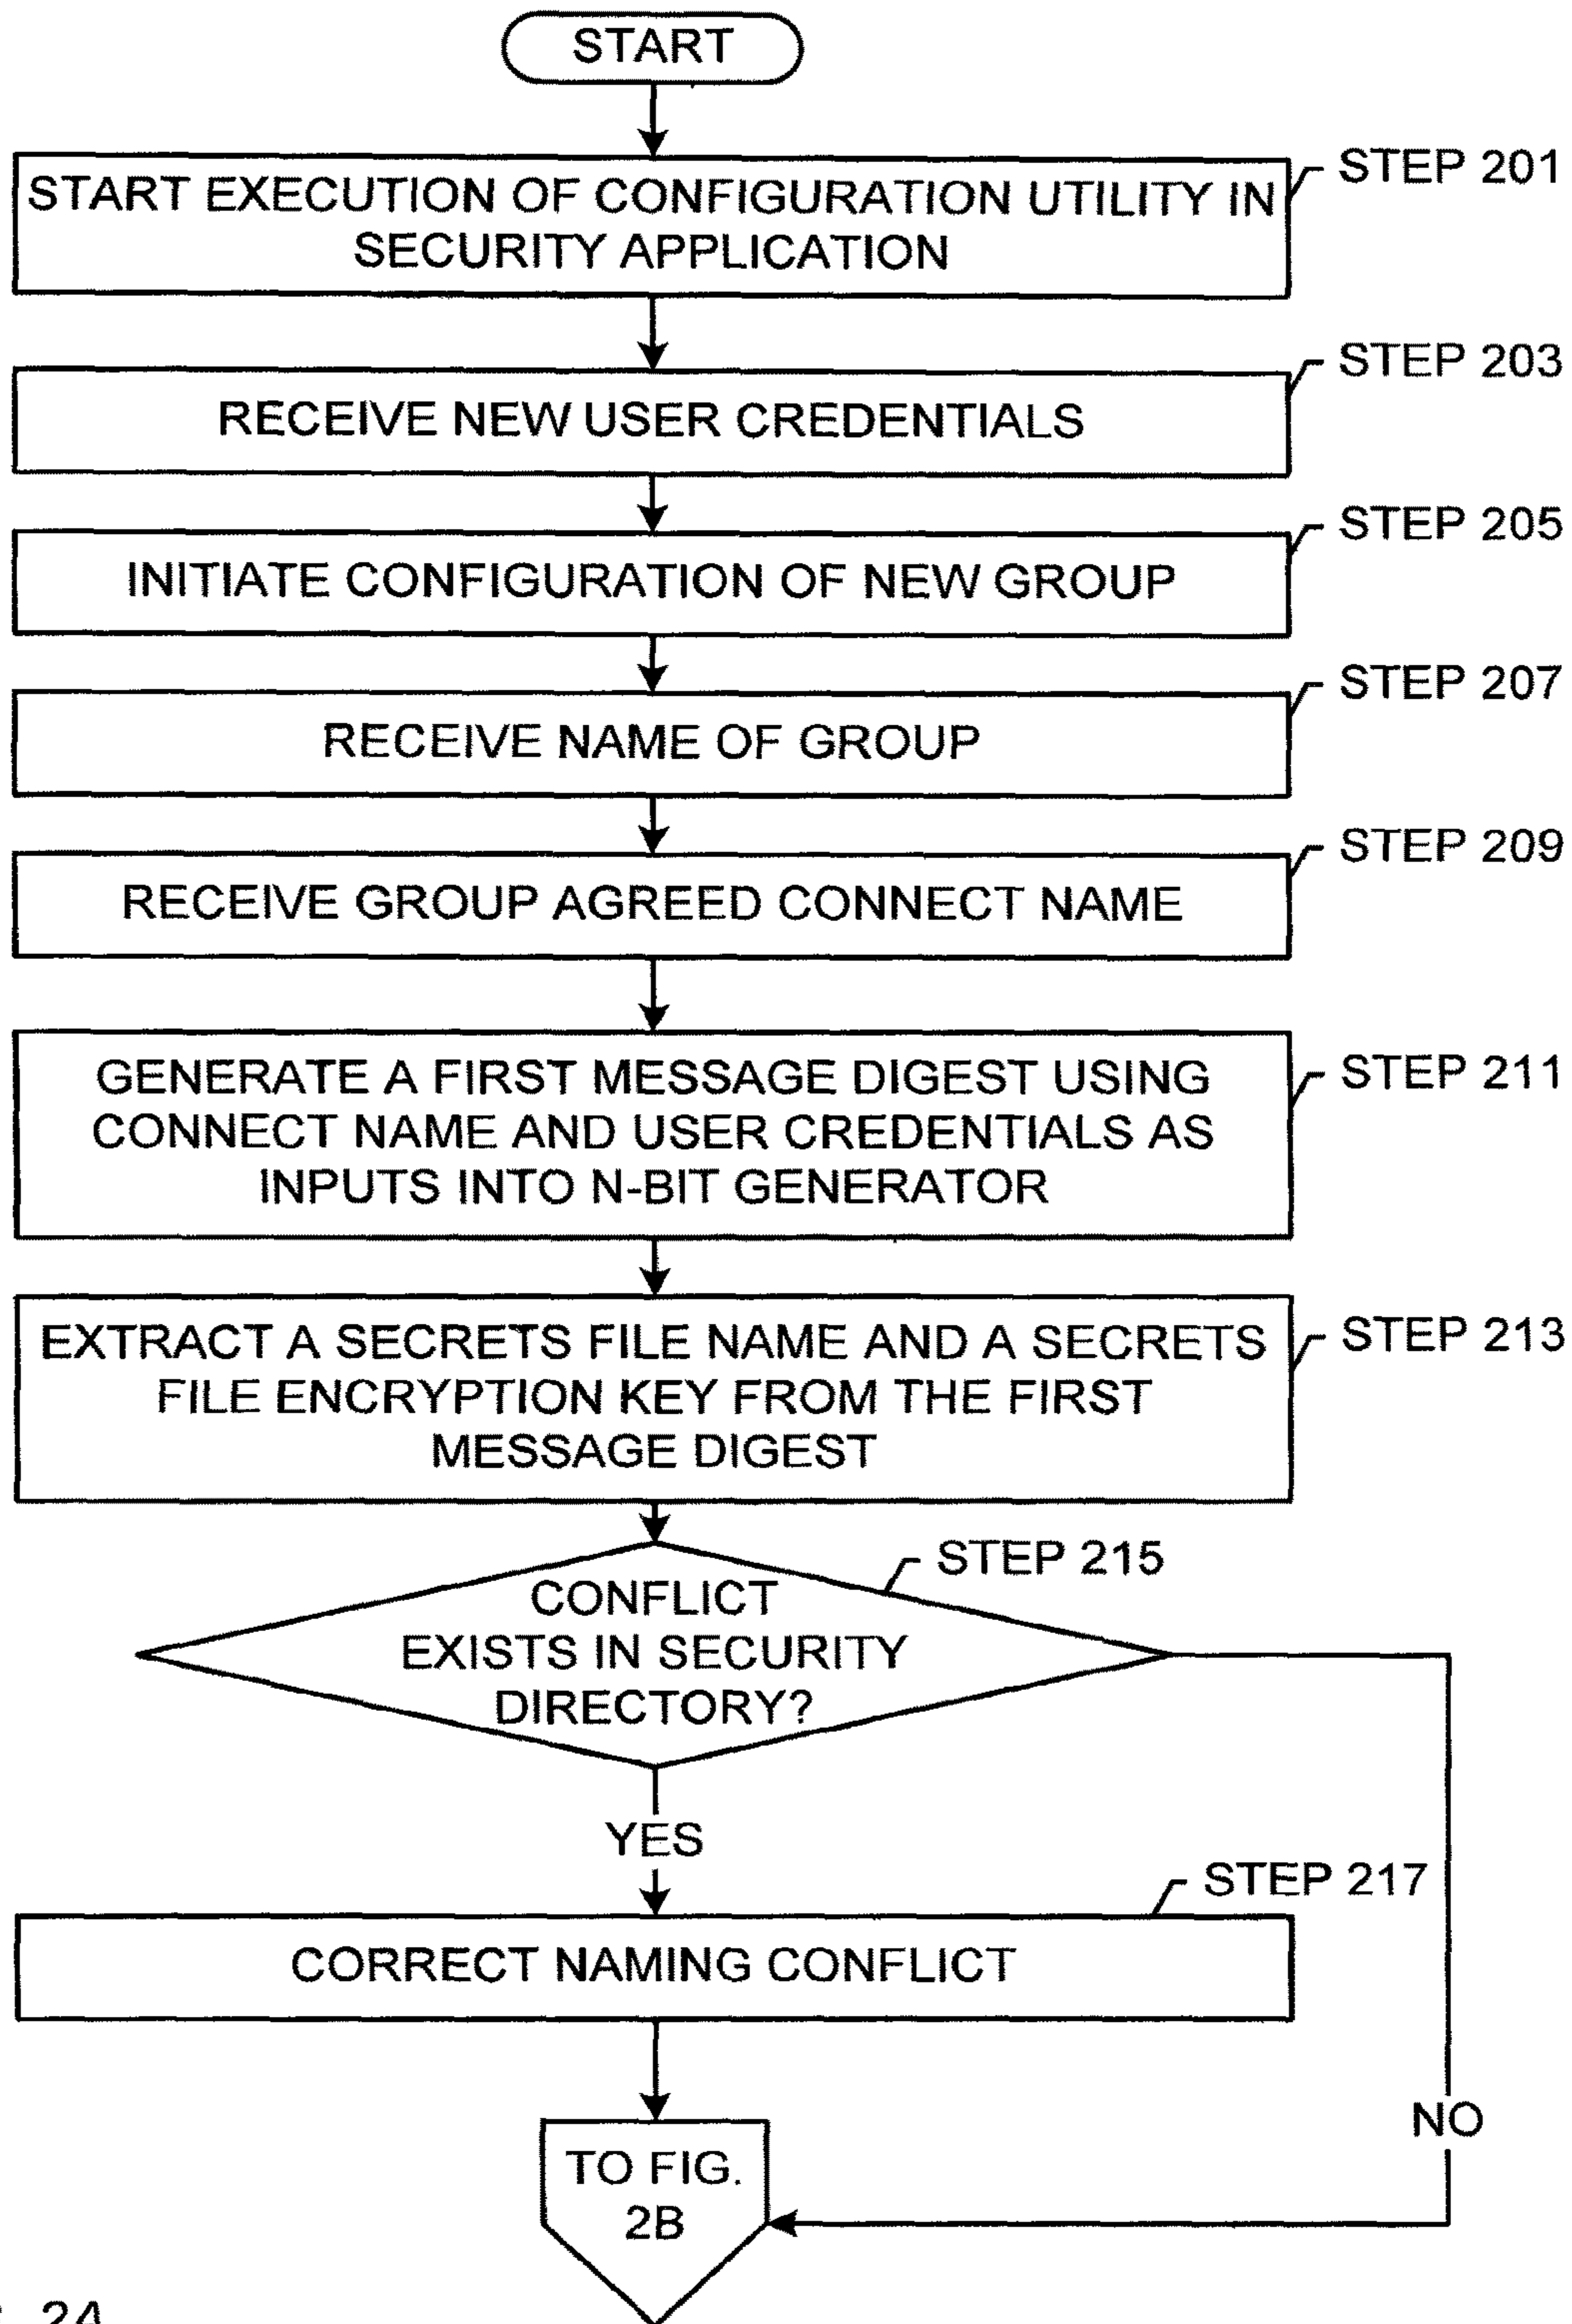 START
START EXECUTION OF CONFIGURATION UTILITY IN
SECURITY APPLICATION
STEP 201
RECEIVE NEW USER CREDENTIALS
STEP 203
INITIATE CONFIGURATION OF NEW GROUP
STEP 205
RECEIVE NAME OF GROUP
STEP 207
RECEIVE GROUP AGREED CONNECT NAME
STEP 209
GENERATE A FIRST MESSAGE DIGEST USING
CONNECT NAME AND USER CREDENTIALS AS
INPUTS INTO N-BIT GENERATOR
STEP 211
EXTRACT A SECRETS FILE NAME AND A SECRETS
FILE ENCRYPTION KEY FROM THE FIRST
MESSAGE DIGEST
STEP 213
CONFLICT
EXISTS IN SECURITY
DIRECTORY?
STEP 215
YES
STEP 217
CORRECT NAMING CONFLICT
NO
TO FIG.
2B
2A